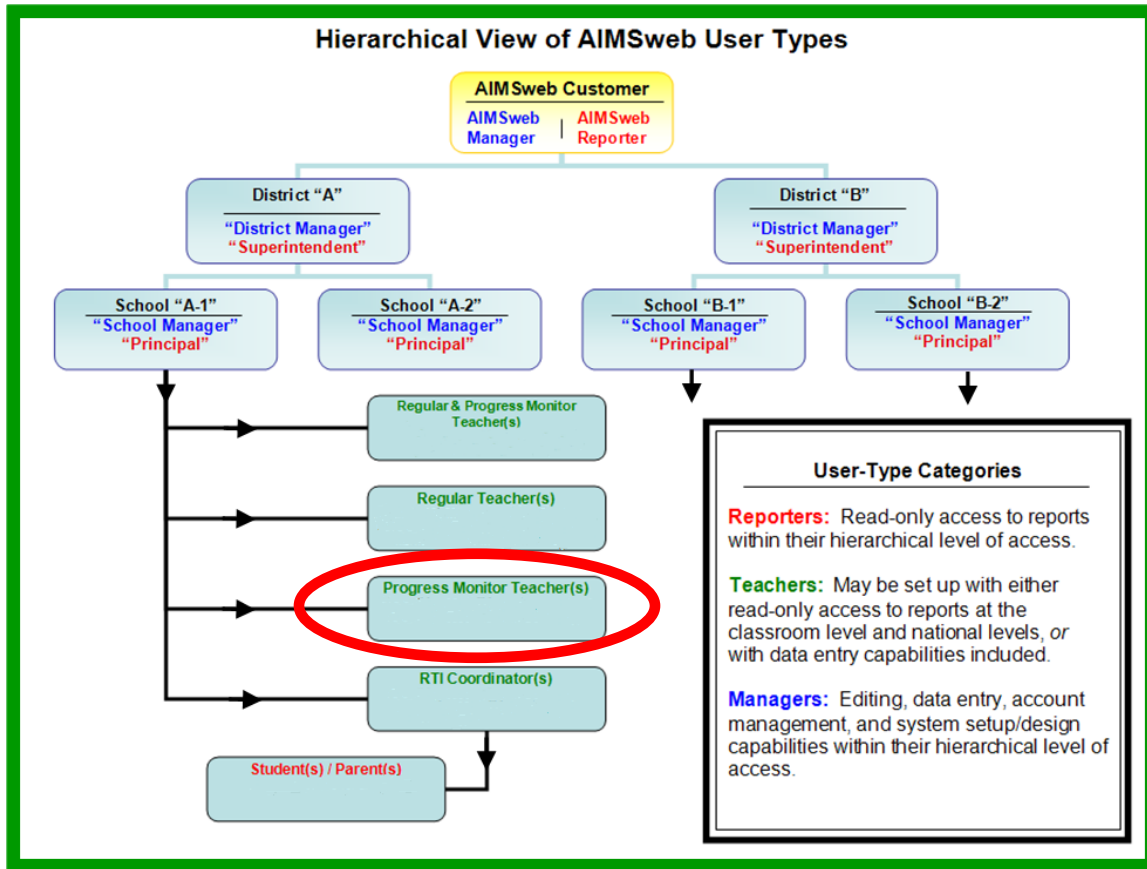 Hierarchical View of AIMSweb User Types
AIMSweb Customer
AIMSweb
Manager
|
AIMSweb
Reporter
District “A”
“District Manager”
“Superintendent”
District “B”
“District Manager”
“Superintendent”
School “A-1”
“School Manager”
“Principal”
School “A-2”
“School Manager”
“Principal”
School “B-1”
“School Manager”
“Principal”
School “B-2”
“School Manager”
“Principal”
Regular & Progress Monitor
Teacher(s)
Regular Teacher(s)
Progress Monitor Teacher(s)
RTI Coordinator(s)
Student(s) / Parent(s)
User-Type Categories
Reporters: Read-only access to reports
within their hierarchical level of access.
Teachers: May be set up with either
read-only access to reports at the
classroom level and national levels, or
with data entry capabilities included.
Managers: Editing, data entry, account
management, and system setup/design
capabilities within their hierarchical level of
access.